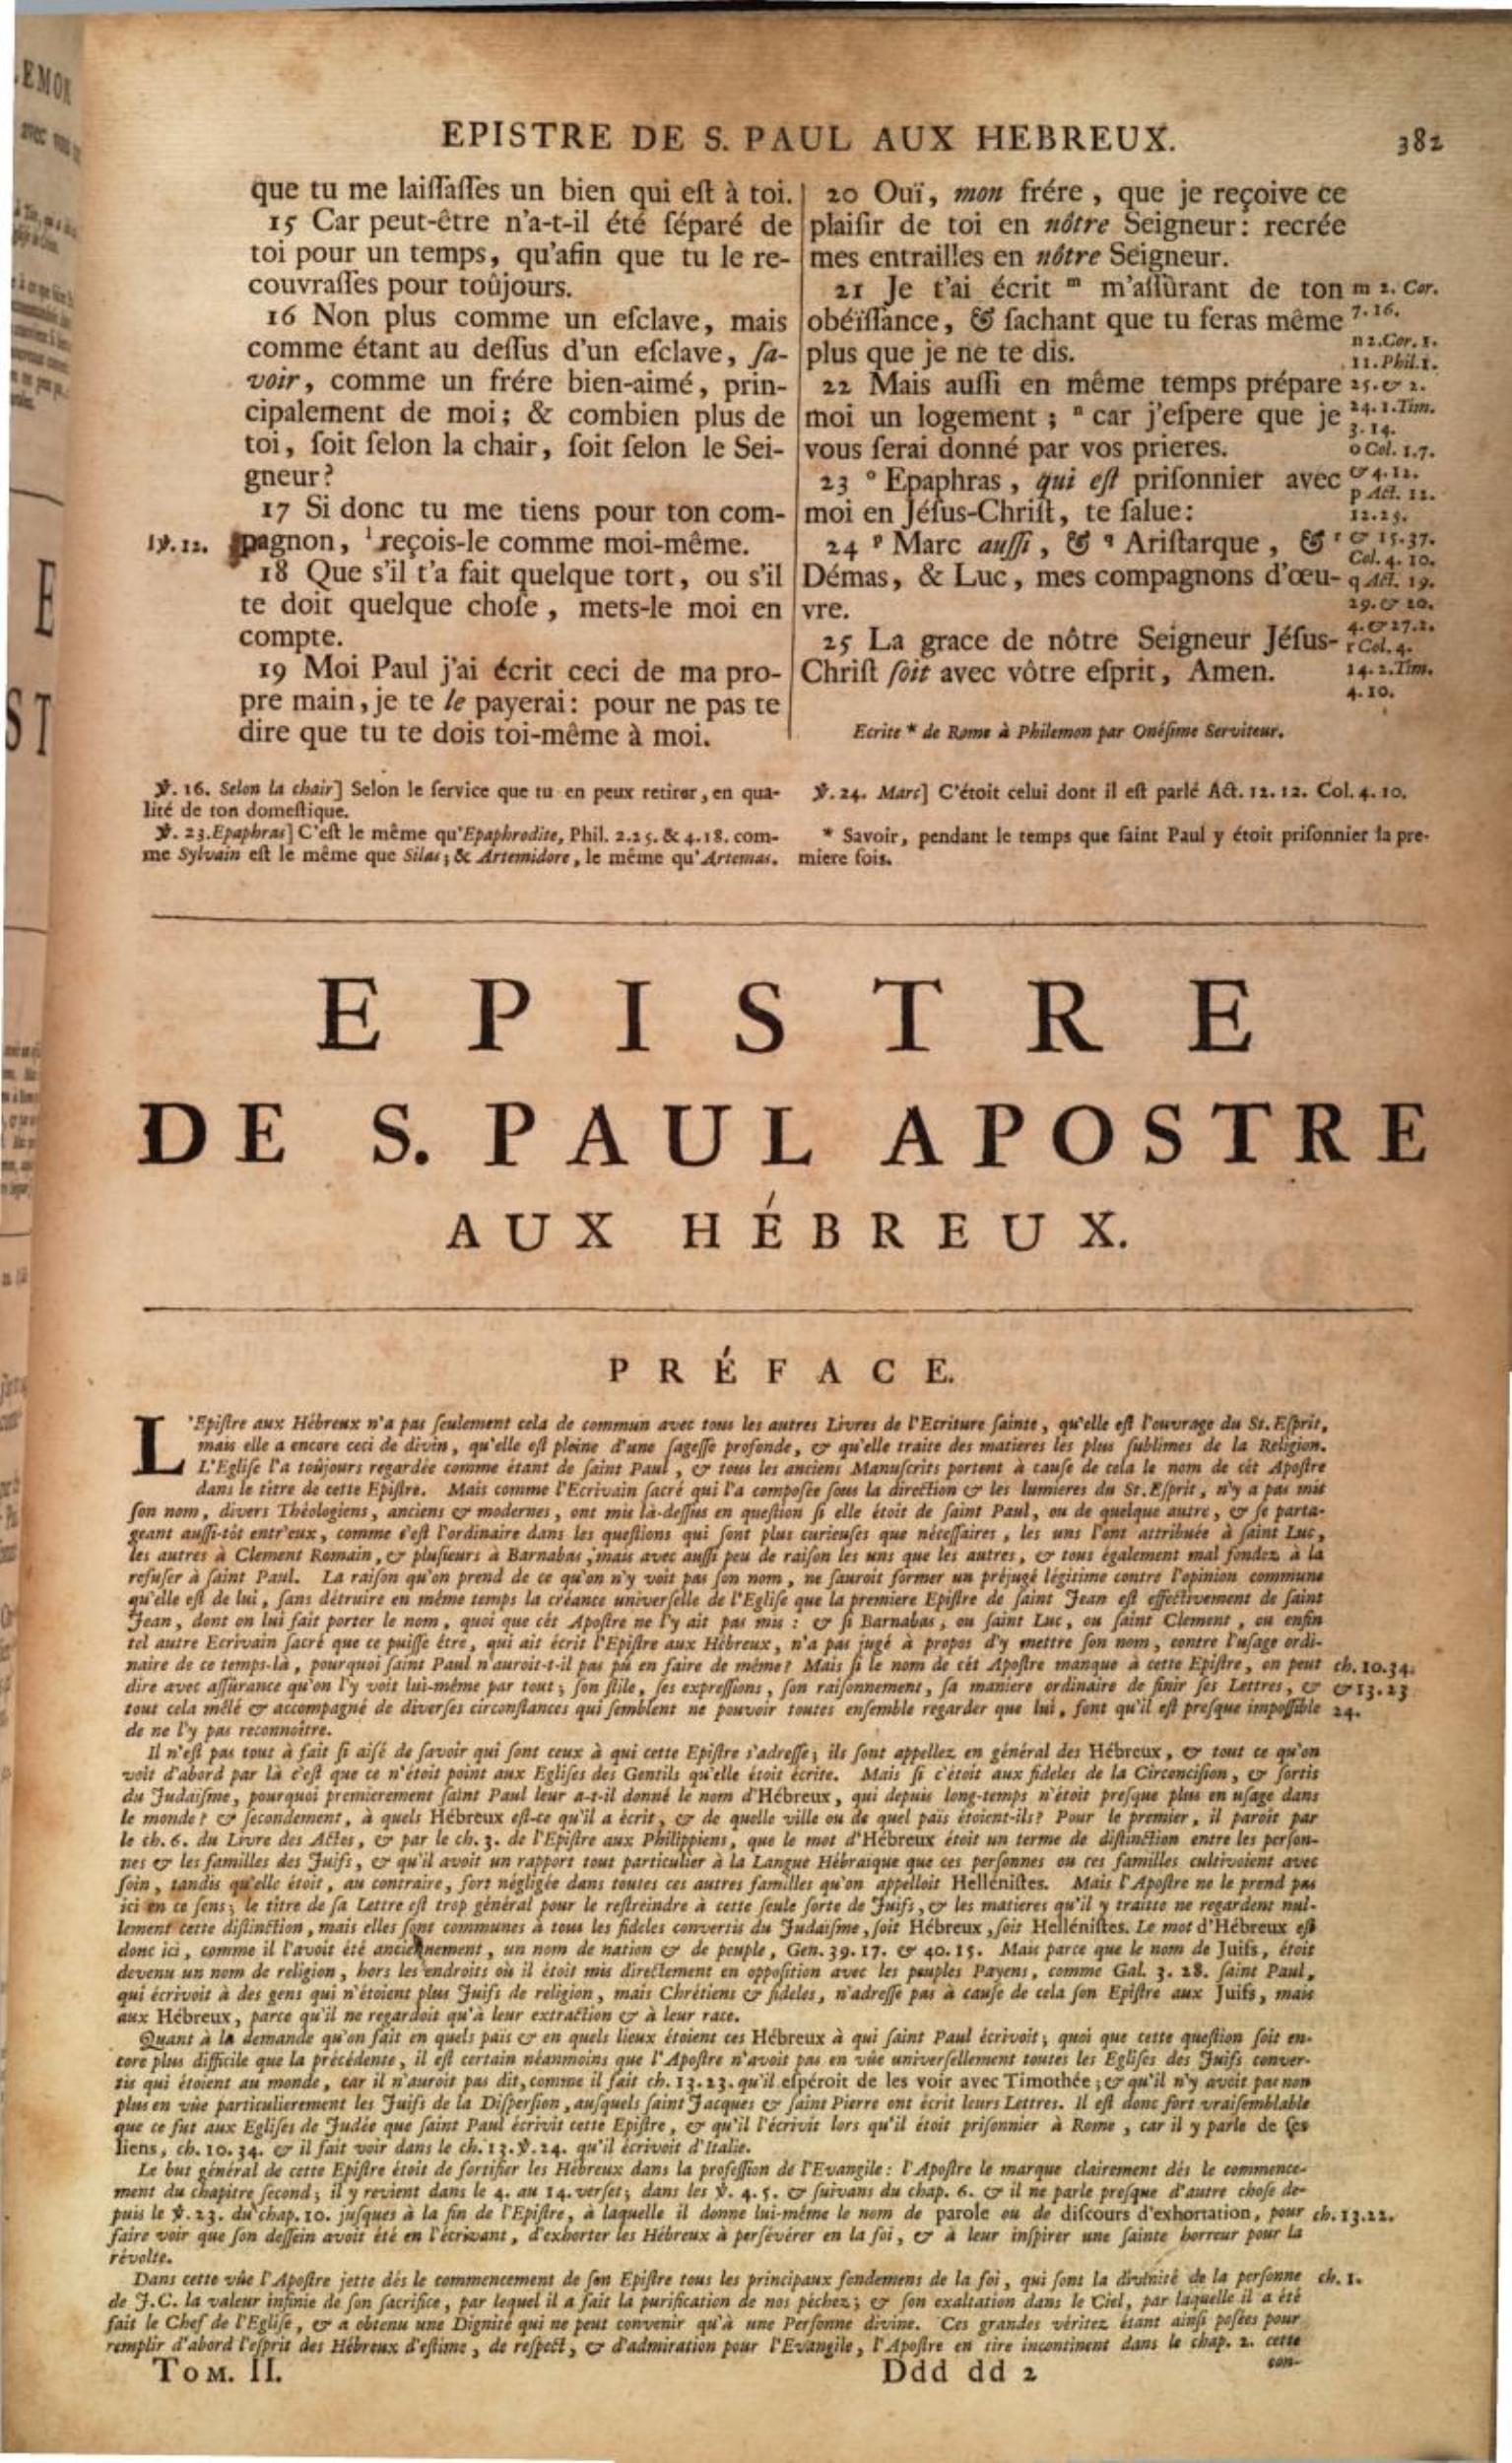 EPISTRE DE S. PAUL AUX HEBREUX.
382
que tu me laiſſaſſes un bien qui eſt à toi.
15 Car peut-être n'a-t-il été ſéparé de
toi pour un temps, qu'afin que tu le re-
couvraſſes pour toûjours.
16 Non plus comme un eſclave, mais
comme étant au deſſus d'un eſclave, ſa-
voir, comme un frére bien-aimé, prin-
cipalement de moi; & combien plus de
toi, ſoit ſelon la chair, ſoit ſelon le Sei-
gneur?
17 Si donc tu me tiens pour ton com-
l ꝟ. 12.
pagnon, l reçois-le comme moi-même.
18 Que s'il t'a fait quelque tort, ou s'il
te doit quelque choſe, mets-le moi en
compte.
19 Moi Paul j'ai écrit ceci de ma pro-
pre main, je te le payerai: pour ne pas te
dire que tu te dois toi-même à moi.
20 Ouï, mon frére, que je reçoive ce
plaiſir de toi en nôtre Seigneur: recrée
mes entrailles en nôtre Seigneur.
21 Je t'ai écrit m m'aſſûrant de ton
obéïſſance, & ſachant que tu feras même
plus que je ne te dis.
22 Mais auſſi en même temps prépare
moi un logement; n car j'eſpere que je
vous ſerai donné par vos prieres.
23 o Epaphras, qui eſt priſonnier avec
moi en Jéſus-Chriſt, te ſalue:
24 p Marc auſſi, & q Ariſtarque, & r
Démas, & Luc, mes compagnons d'œu-
vre.
25 La grace de nôtre Seigneur Jéſus-
Chriſt ſoit avec vôtre eſprit, Amen.
Ecrite * de Rome à Philemon par Onéſime Serviteur.
m 2. Cor.
7. 16.
n 2. Cor. 1.
11. Phil. 1.
25. & 2.
24. 1. Tim.
3. 14.
o Col. 1. 7.
& 4. 12.
p Act. 12.
12. 25.
& 15. 37.
Col. 4. 10.
q Act. 19.
29. & 20.
4. & 27. 2.
r Col. 4.
14. 2. Tim.
4. 10.
ꝟ. 16. Selon la chair] Selon le ſervice que tu en peux retirer, en qua-
lité de ton domeſtique.
ꝟ. 23. Epaphras] C'eſt le même qu'Epaphrodite, Phil. 2. 25. & 4. 18. com-
me Sylvain eſt le même que Silas; & Artemidore, le même qu'Artemas.
ꝟ. 24. Marc] C'étoit celui dont il eſt parlé Act. 12. 12. Col. 4. 10.
* Savoir, pendant le temps que ſaint Paul y étoit priſonnier la pre-
miere fois.
EPISTRE
DE S. PAUL APOSTRE
AUX HÉBREUX.
PRÉFACE.
L'Epiſtre aux Hébreux n'a pas ſeulement cela de commun avec tous les autres Livres de l'Ecriture ſainte, qu'elle eſt l'ouvrage du St. Eſprit,
mais elle a encore ceci de divin, qu'elle eſt pleine d'une ſageſſe profonde, & qu'elle traite des matieres les plus ſublimes de la Religion.
L'Egliſe l'a toûjours regardée comme étant de ſaint Paul, & tous les anciens Manuſcrits portent à cauſe de cela le nom de cét Apoſtre
dans le titre de cette Epiſtre. Mais comme l'Ecrivain ſacré qui l'a compoſée ſous la direction & les lumieres du St. Eſprit, n'y a pas mis
ſon nom, divers Théologiens, anciens & modernes, ont mis là-deſſus en queſtion ſi elle étoit de ſaint Paul, ou de quelque autre, & ſe parta-
geant auſſi-tôt entr'eux, comme c'eſt l'ordinaire dans les queſtions qui ſont plus curieuſes que néceſſaires, les uns l'ont attribuée à ſaint Luc,
les autres à Clement Romain, & pluſieurs à Barnabas; mais avec auſſi peu de raiſon les uns que les autres, & tous également mal fondez à la
refuſer à ſaint Paul. La raiſon qu'on prend de ce qu'on n'y voit pas ſon nom, ne ſauroit former un préjugé légitime contre l'opinion commune
qu'elle eſt de lui, ſans détruire en même temps la créance univerſelle de l'Egliſe que la premiere Epiſtre de ſaint Jean eſt effectivement de ſaint
Jean, dont on lui fait porter le nom, quoi que cét Apoſtre ne l'y ait pas mis: & ſi Barnabas, ou ſaint Luc, ou ſaint Clement, ou enfin
tel autre Ecrivain ſacré que ce puiſſe être, qui ait écrit l'Epiſtre aux Hébreux, n'a pas jugé à propos d'y mettre ſon nom, contre l'uſage ordi-
naire de ce temps-là, pourquoi ſaint Paul n'auroit-t-il pas pû en faire de même? Mais ſi le nom de cét Apoſtre manque à cette Epiſtre, on peut
dire avec aſſûrance qu'on l'y voit lui-même par tout; ſon ſtile, ſes expreſſions, ſon raiſonnement, ſa maniere ordinaire de finir ſes Lettres, &
tout cela mêlé & accompagné de diverſes circonſtances qui ſemblent ne pouvoir toutes enſemble regarder que lui, font qu'il eſt preſque impoſſible
de ne l'y pas reconnoître.
ch. 10. 34.
& 13. 23
24.
Il n'eſt pas tout à fait ſi aiſé de ſavoir qui ſont ceux à qui cette Epiſtre s'adreſſe; ils ſont appellez en général des Hébreux, & tout ce qu'on
voit d'abord par là c'eſt que ce n'étoit point aux Egliſes des Gentils qu'elle étoit écrite. Mais ſi c'étoit aux fideles de la Circonciſion, & ſortis
du Judaiſme, pourquoi premierement ſaint Paul leur a-t-il donné le nom d'Hébreux, qui depuis long-temps n'étoit preſque plus en uſage dans
le monde? & ſecondement, à quels Hébreux eſt-ce qu'il a écrit, & de quelle ville ou de quel païs étoient-ils? Pour le premier, il paroît par
le ch. 6. du Livre des Actes, & par le ch. 3. de l'Epiſtre aux Philippiens, que le mot d'Hébreux étoit un terme de diſtinction entre les perſon-
nes & les familles des Juifs, & qu'il avoit un rapport tout particulier à la Langue Hébraïque que ces perſonnes ou ces familles cultivoient avec
ſoin, tandis qu'elle étoit, au contraire, fort négligée dans toutes ces autres familles qu'on appelloit Helléniſtes. Mais l'Apoſtre ne le prend pas
ici en ce ſens; le titre de ſa Lettre eſt trop général pour le reſtreindre à cette ſeule ſorte de Juifs, & les matieres qu'il y traitte ne regardent nul-
lement cette diſtinction, mais elles ſont communes à tous les fideles convertis du Judaiſme, ſoit Hébreux, ſoit Helléniſtes. Le mot d'Hébreux eſt
donc ici, comme il l'avoit été anciennement, un nom de nation & de peuple, Gen. 39. 17. & 40. 15. Mais parce que le nom de Juifs, étoit
devenu un nom de religion, hors les endroits où il étoit mis directement en oppoſition avec les peuples Payens, comme Gal. 3. 28. ſaint Paul,
qui écrivoit à des gens qui n'étoient plus Juifs de religion, mais Chrétiens & fideles, n'adreſſe pas à cauſe de cela ſon Epiſtre aux Juifs, mais
aux Hébreux, parce qu'il ne regardoit qu'à leur extraction & à leur race.
Quant à la demande qu'on fait en quels païs & en quels lieux étoient ces Hébreux à qui ſaint Paul écrivoit; quoi que cette queſtion ſoit en-
core plus difficile que la précédente, il eſt certain néanmoins que l'Apoſtre n'avoit pas en vûe univerſellement toutes les Egliſes des Juifs conver-
tis qui étoient au monde, car il n'auroit pas dit, comme il fait ch. 13. 23. qu'il eſpéroit de les voir avec Timothée; & qu'il n'y avoit pas non
plus en vûe particulierement les Juifs de la Diſperſion, auſquels ſaint Jacques & ſaint Pierre ont écrit leurs Lettres. Il eſt donc fort vraiſemblable
que ce fut aux Egliſes de Judée que ſaint Paul écrivit cette Epiſtre, & qu'il l'écrivit lors qu'il étoit priſonnier à Rome, car il y parle de ſes
liens, ch. 10. 34. & il fait voir dans le ch. 13. ꝟ. 24. qu'il écrivoit d'Italie.
Le but général de cette Epiſtre étoit de fortifier les Hébreux dans la profeſſion de l'Evangile: l'Apoſtre le marque clairement dès le commence-
ment du chapitre ſecond; il y revient dans le 4. au 14. verſet; dans les ꝟ. 4. 5. & ſuivans du chap. 6. & il ne parle preſque d'autre choſe de-
puis le ꝟ. 23. du chap. 10. juſques à la fin de l'Epiſtre, à laquelle il donne lui-même le nom de parole ou de diſcours d'exhortation, pour
faire voir que ſon deſſein avoit été en l'écrivant, d'exhorter les Hébreux à perſévérer en la foi, & à leur inſpirer une ſainte horreur pour la
révolte.
ch. 13. 22.
Dans cette vûe l'Apoſtre jette dès le commencement de ſon Epiſtre tous les principaux fondemens de la foi, qui ſont la divinité de la perſonne
de J. C. la valeur infinie de ſon ſacrifice, par lequel il a fait la purification de nos péchez; & ſon exaltation dans le Ciel, par laquelle il a été
fait le Chef de l'Egliſe, & a obtenu une Dignité qui ne peut convenir qu'à une Perſonne divine. Ces grandes véritez étant ainſi poſées pour
remplir d'abord l'eſprit des Hébreux d'eſtime, de reſpect, & d'admiration pour l'Evangile, l'Apoſtre en tire incontinent dans le chap. 2. cette
ch. 1.
TOM. II.
Ddd dd 2
con-